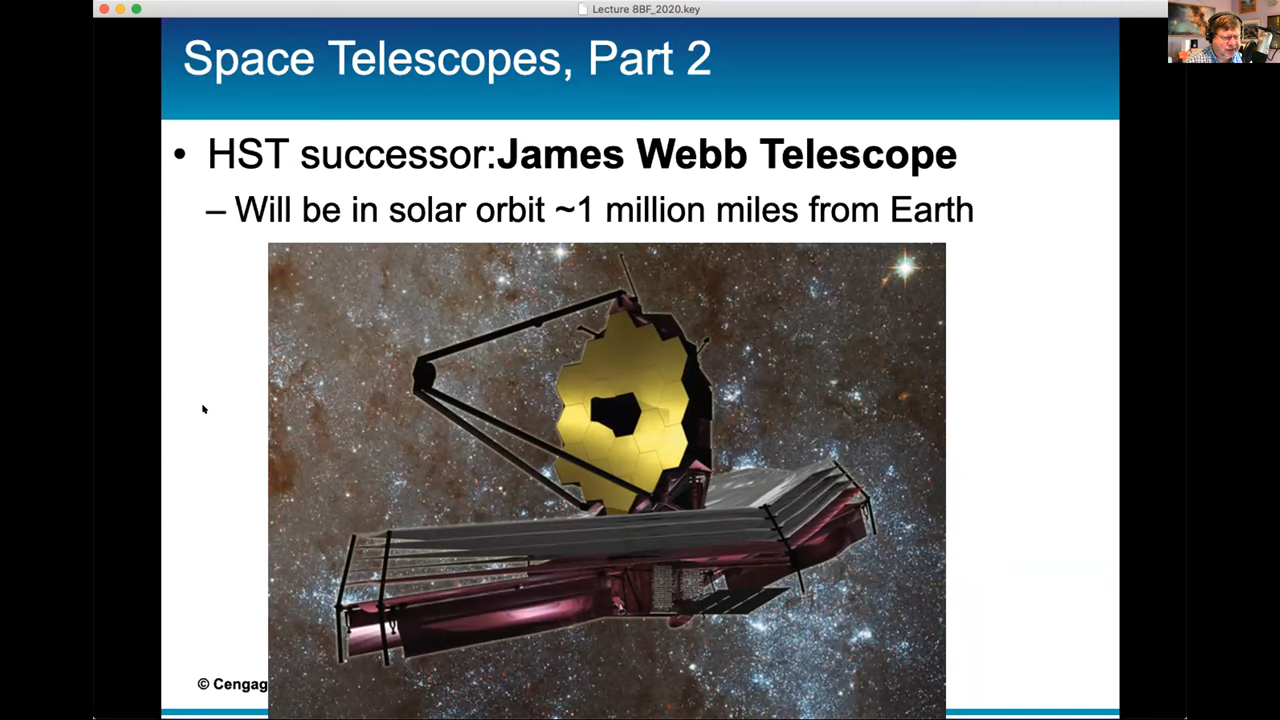 Lecture 8BF_2020.key
Space Telescopes, Part 2
• HST successor:James Webb Telescope
– Will be in solar orbit ~1 million miles from Earth
© Cengag